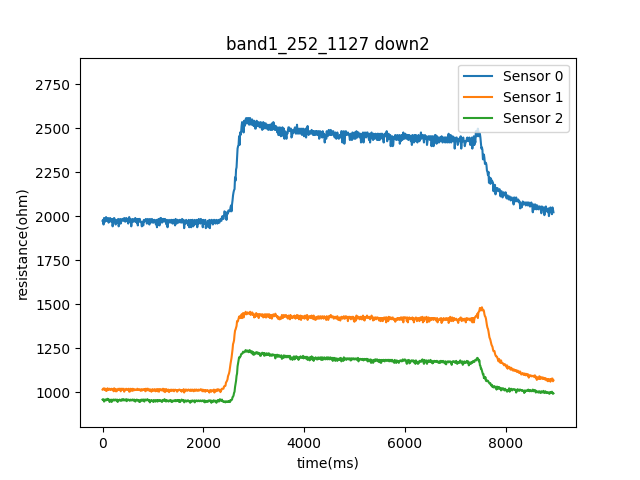 band1_252_1127 down2
Sensor 0
Sensor 1
Sensor 2
resistance(ohm)
2750
2500
2250
2000
1750
1500
1250
1000
0 2000 4000 6000 8000
time(ms)